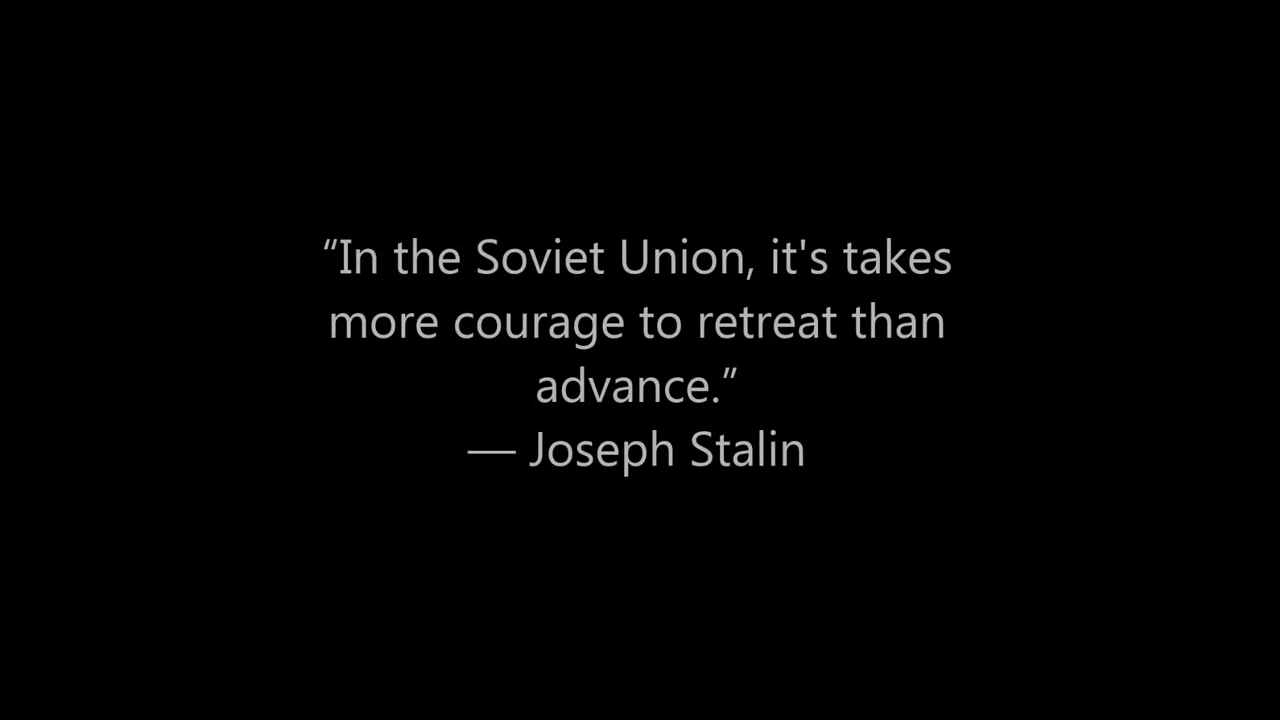 “In the Soviet Union, it's takes
more courage to retreat than
advance.”
— Joseph Stalin